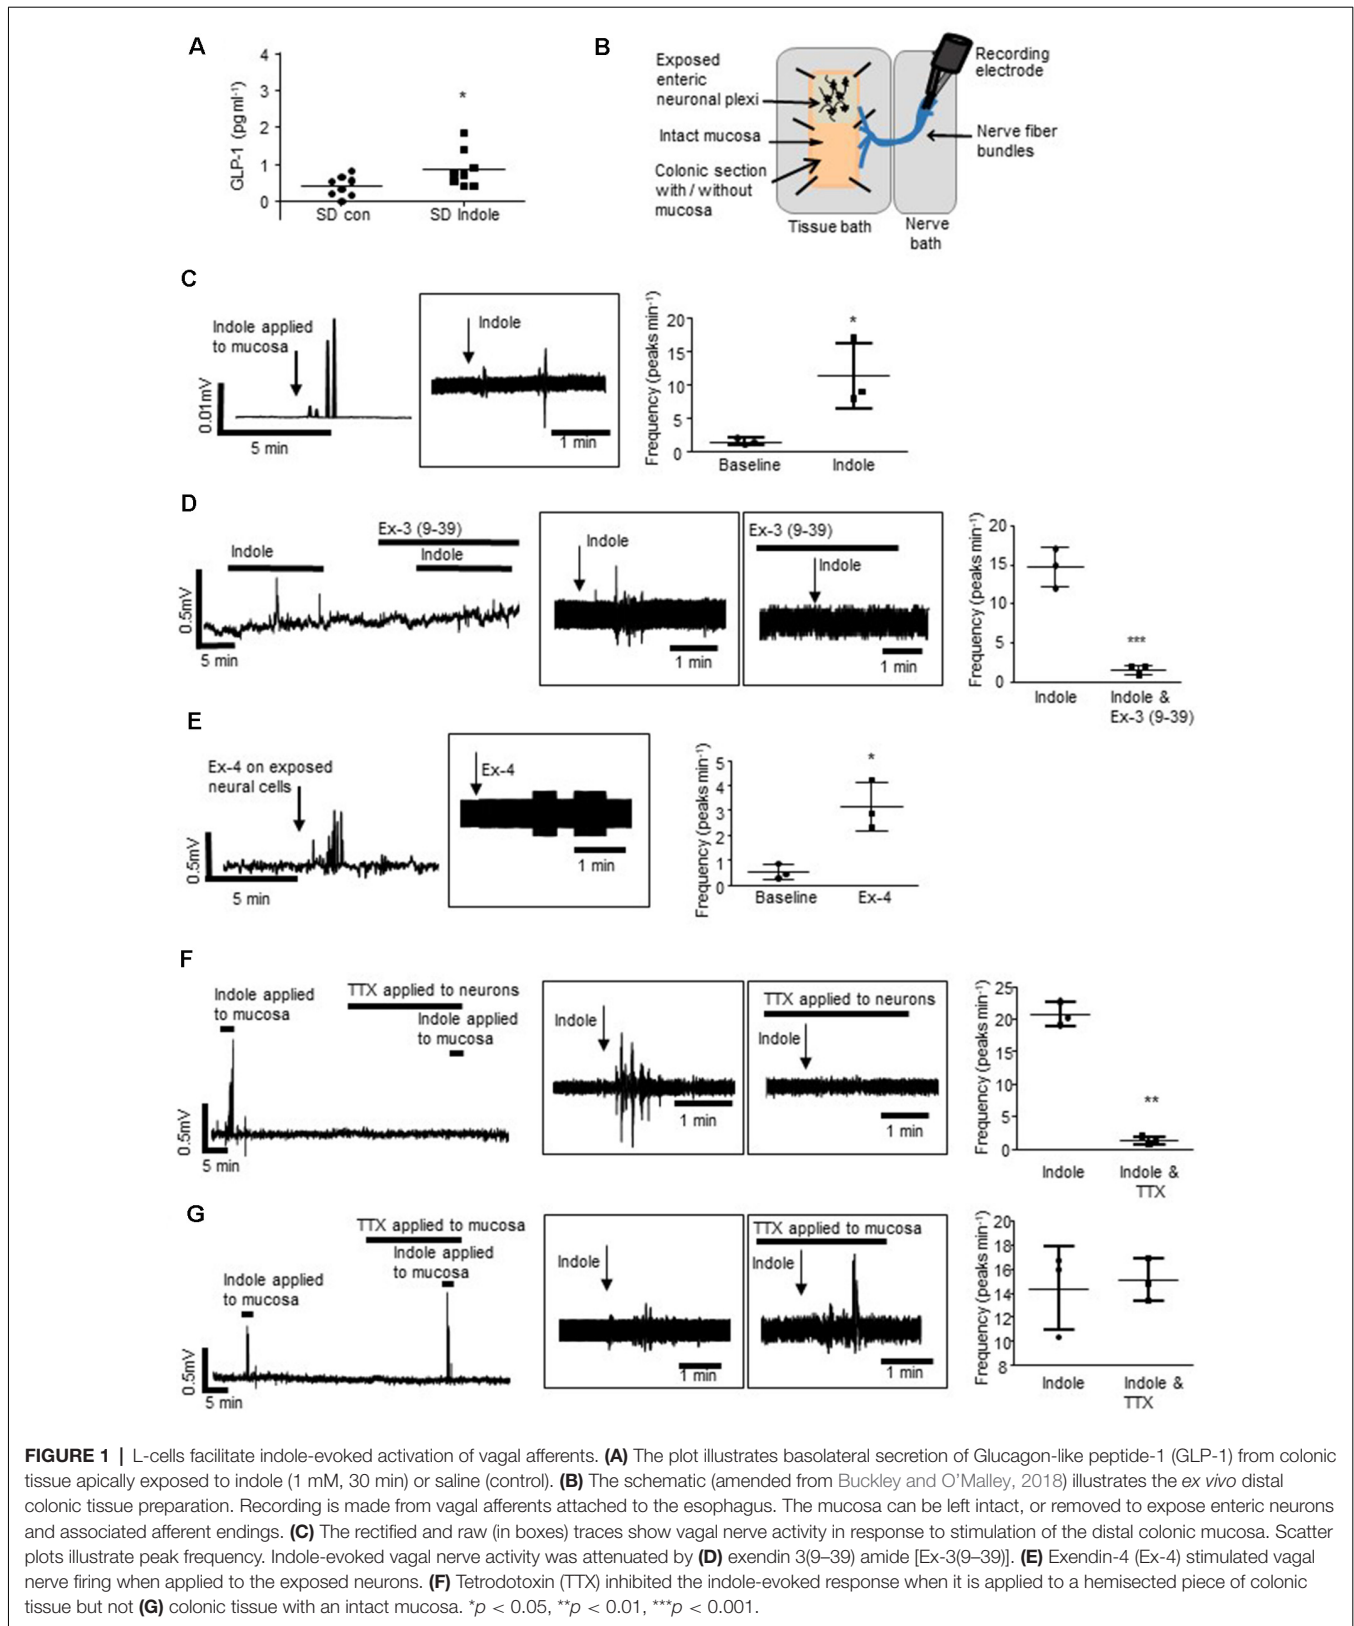 A
GLP-1 (pg ml-1)
4
3
2
1
0
*
SD con
SD Indole
B
Exposed
enteric
neuronal plexi
Intact mucosa
Colonic section
with / without
mucosa
Recording
electrode
Nerve fiber
bundles
Tissue bath
Nerve
bath
C
Indole applied
to mucosa
0.01mV
5 min
Indole
1 min
Frequency (peaks min-1)
20
15
10
5
0
*
Baseline
Indole
D
Ex-3 (9-39)
Indole
Indole
0.5mV
5 min
Indole
1 min
Ex-3 (9-39)
Indole
1 min
Frequency (peaks min-1)
20
15
10
5
0
***
Indole
Indole &
Ex-3 (9-39)
E
Ex-4 on exposed
neural cells
0.5mV
5 min
Ex-4
1 min
Frequency (peaks min-1)
5
4
3
2
1
0
*
Baseline
Ex-4
F
Indole applied
to mucosa
TTX applied to neurons
Indole applied
to mucosa
0.5mV
5 min
Indole
1 min
TTX applied to neurons
Indole
1 min
Frequency (peaks min-1)
25
20
15
10
5
0
**
Indole
Indole &
TTX
G
TTX applied to mucosa
Indole applied
to mucosa
Indole applied
to mucosa
0.5mV
5 min
Indole
1 min
TTX applied to mucosa
Indole
1 min
Frequency (peaks min-1)
20
18
16
14
12
10
8
Indole
Indole &
TTX
FIGURE 1 | L-cells facilitate indole-evoked activation of vagal afferents. (A) The plot illustrates basolateral secretion of Glucagon-like peptide-1 (GLP-1) from colonic
tissue apically exposed to indole (1 mM, 30 min) or saline (control). (B) The schematic (amended from Buckley and O'Malley, 2018) illustrates the ex vivo distal
colonic tissue preparation. Recording is made from vagal afferents attached to the esophagus. The mucosa can be left intact, or removed to expose enteric neurons
and associated afferent endings. (C) The rectified and raw (in boxes) traces show vagal nerve activity in response to stimulation of the distal colonic mucosa. Scatter
plots illustrate peak frequency. Indole-evoked vagal nerve activity was attenuated by (D) exendin 3(9–39) amide [Ex-3(9–39)]. (E) Exendin-4 (Ex-4) stimulated vagal
nerve firing when applied to the exposed neurons. (F) Tetrodotoxin (TTX) inhibited the indole-evoked response when it is applied to a hemisected piece of colonic
tissue but not (G) colonic tissue with an intact mucosa. *p < 0.05, **p < 0.01, ***p < 0.001.